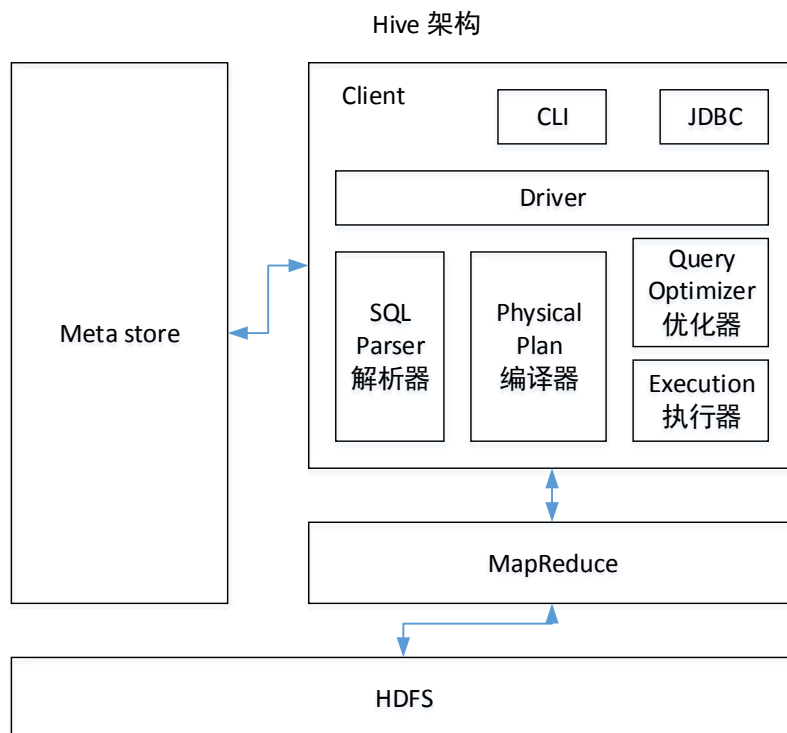 Hive 架构
Client
CLI
JDBC
Driver
Meta store
SQL
Parser
解析器
Physical
Plan
编译器
Query
Optimizer
优化器
Execution
执行器
MapReduce
HDFS